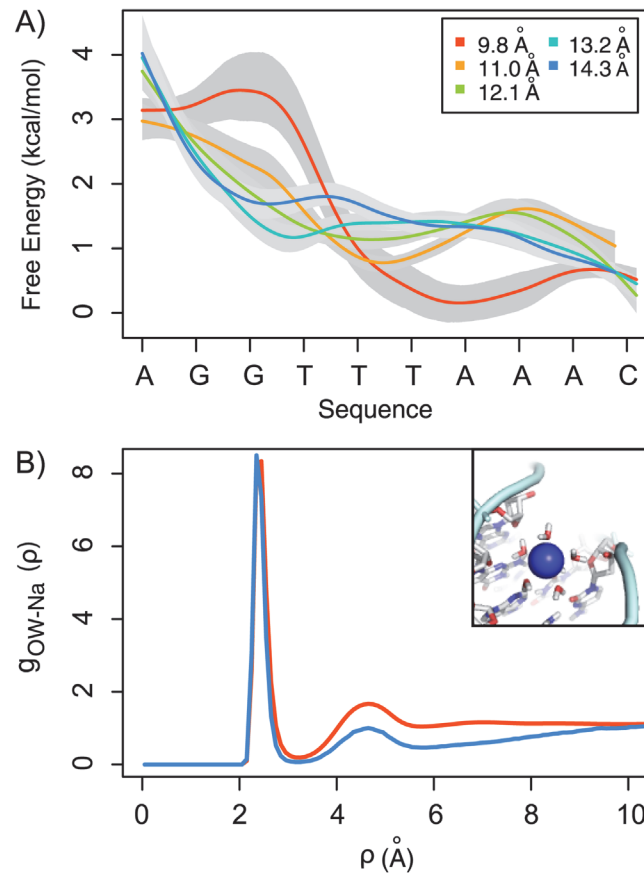 A)
9.8 Å
11.0 Å
12.1 Å
13.2 Å
14.3 Å
Free Energy (kcal/mol)
4
3
2
1
0
A G G T T T A A A C
Sequence
B)
gOW-Na (ρ)
8
6
4
2
0
0 2 4 6 8 10
ρ (Å)